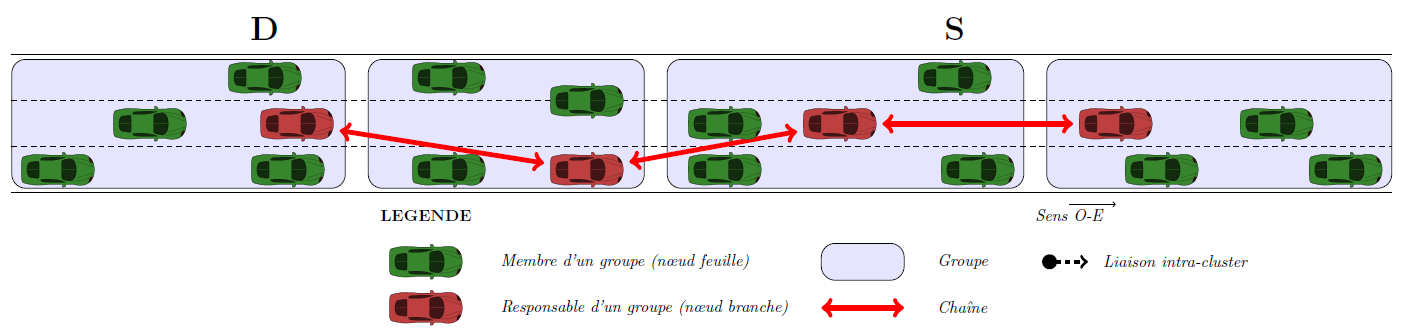 D S
LEGENDE
Sens O-E
Membre d'un groupe (nœud feuille)
Groupe
Liaison intra-cluster
Responsable d'un groupe (nœud branche)
Chaîne